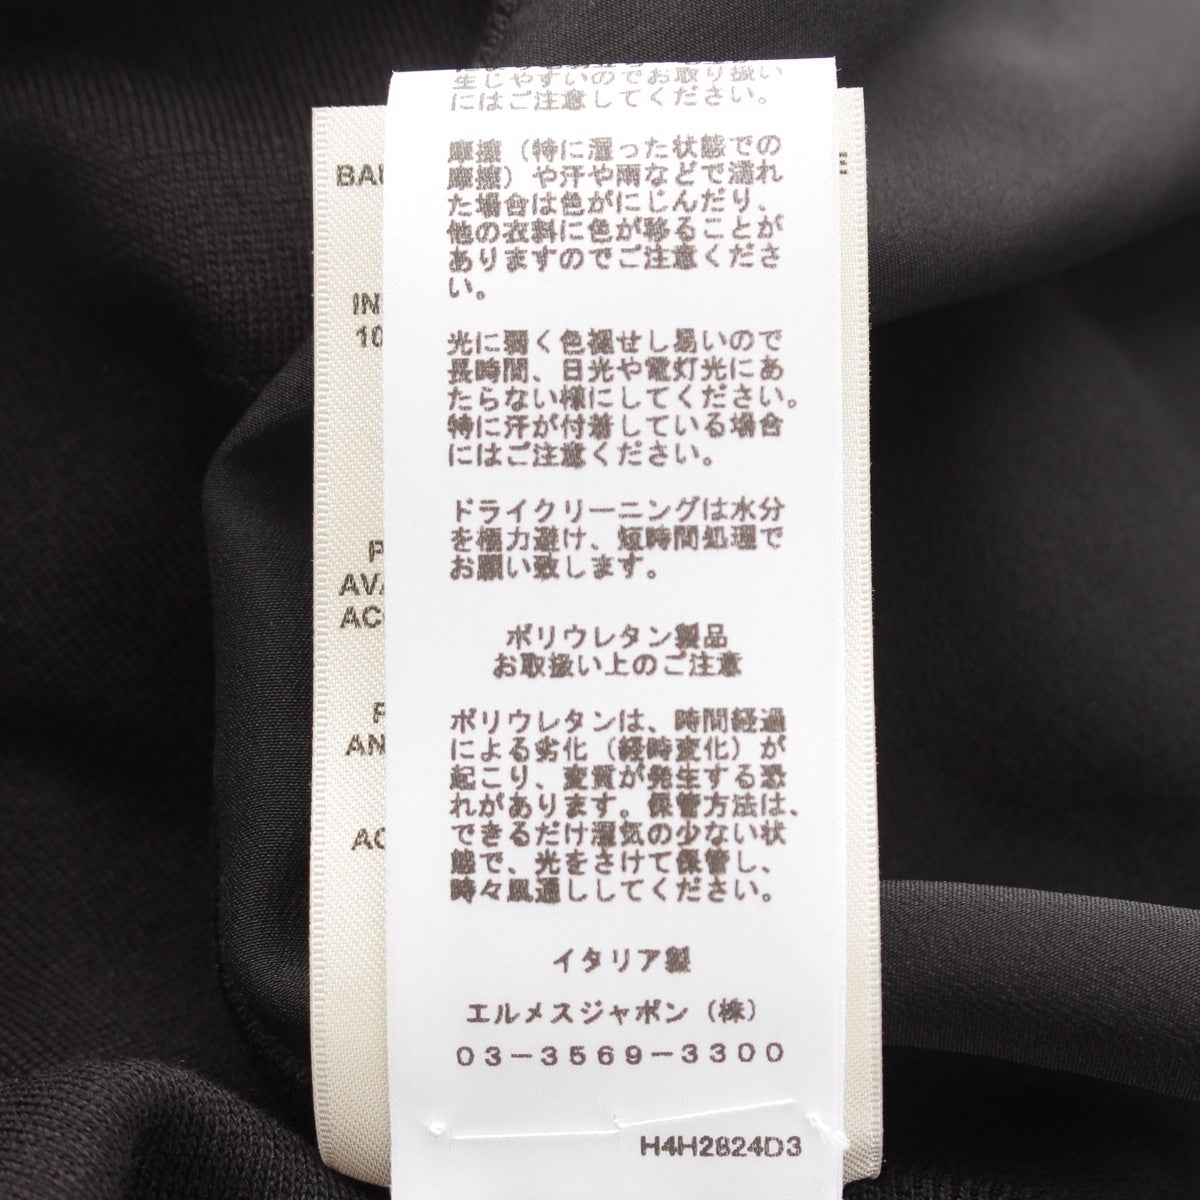 生じやすいのでお取り扱い
にはご注意してください。
摩擦（特に湿った状態での
摩擦）や汗や雨などで濡れ
た場合は色がにじんだり、
他の衣料に色が移ることが
ありますのでご注意くださ
い。
光に弱く色褪せし易いので
長時間、日光や電灯光にあ
たらない様にしてください。
特に汗が付着している場合
にはご注意ください。
ドライクリーニングは水分
を極力避け、短時間処理で
お願い致します。
ポリウレタン製品
お取扱い上のご注意
ポリウレタンは、時間経過
による劣化（経時変化）が
起こり、変質が発生する恐
れがあります。保管方法は、
できるだけ湿気の少ない状
態で、光をさけて保管し、
時々風通ししてください。
イタリア製
エルメスジャポン（株）
03-3569-3300
H4H2824D3
BAU
E
IN
10
P
AVA
AC
F
AN
AC